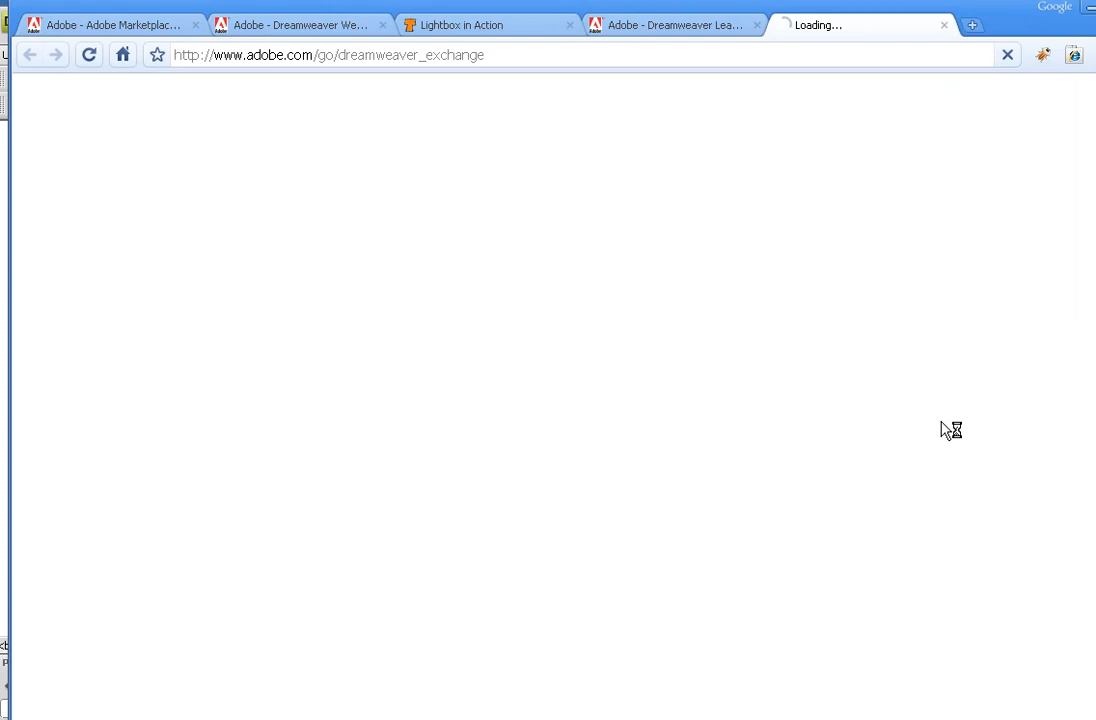 Google
Adobe - Adobe Marketplac...
Adobe - Dreamweaver We...
Lightbox in Action
Adobe - Dreamweaver Lea...
Loading...
http://www.adobe.com/go/dreamweaver_exchange
<b
P